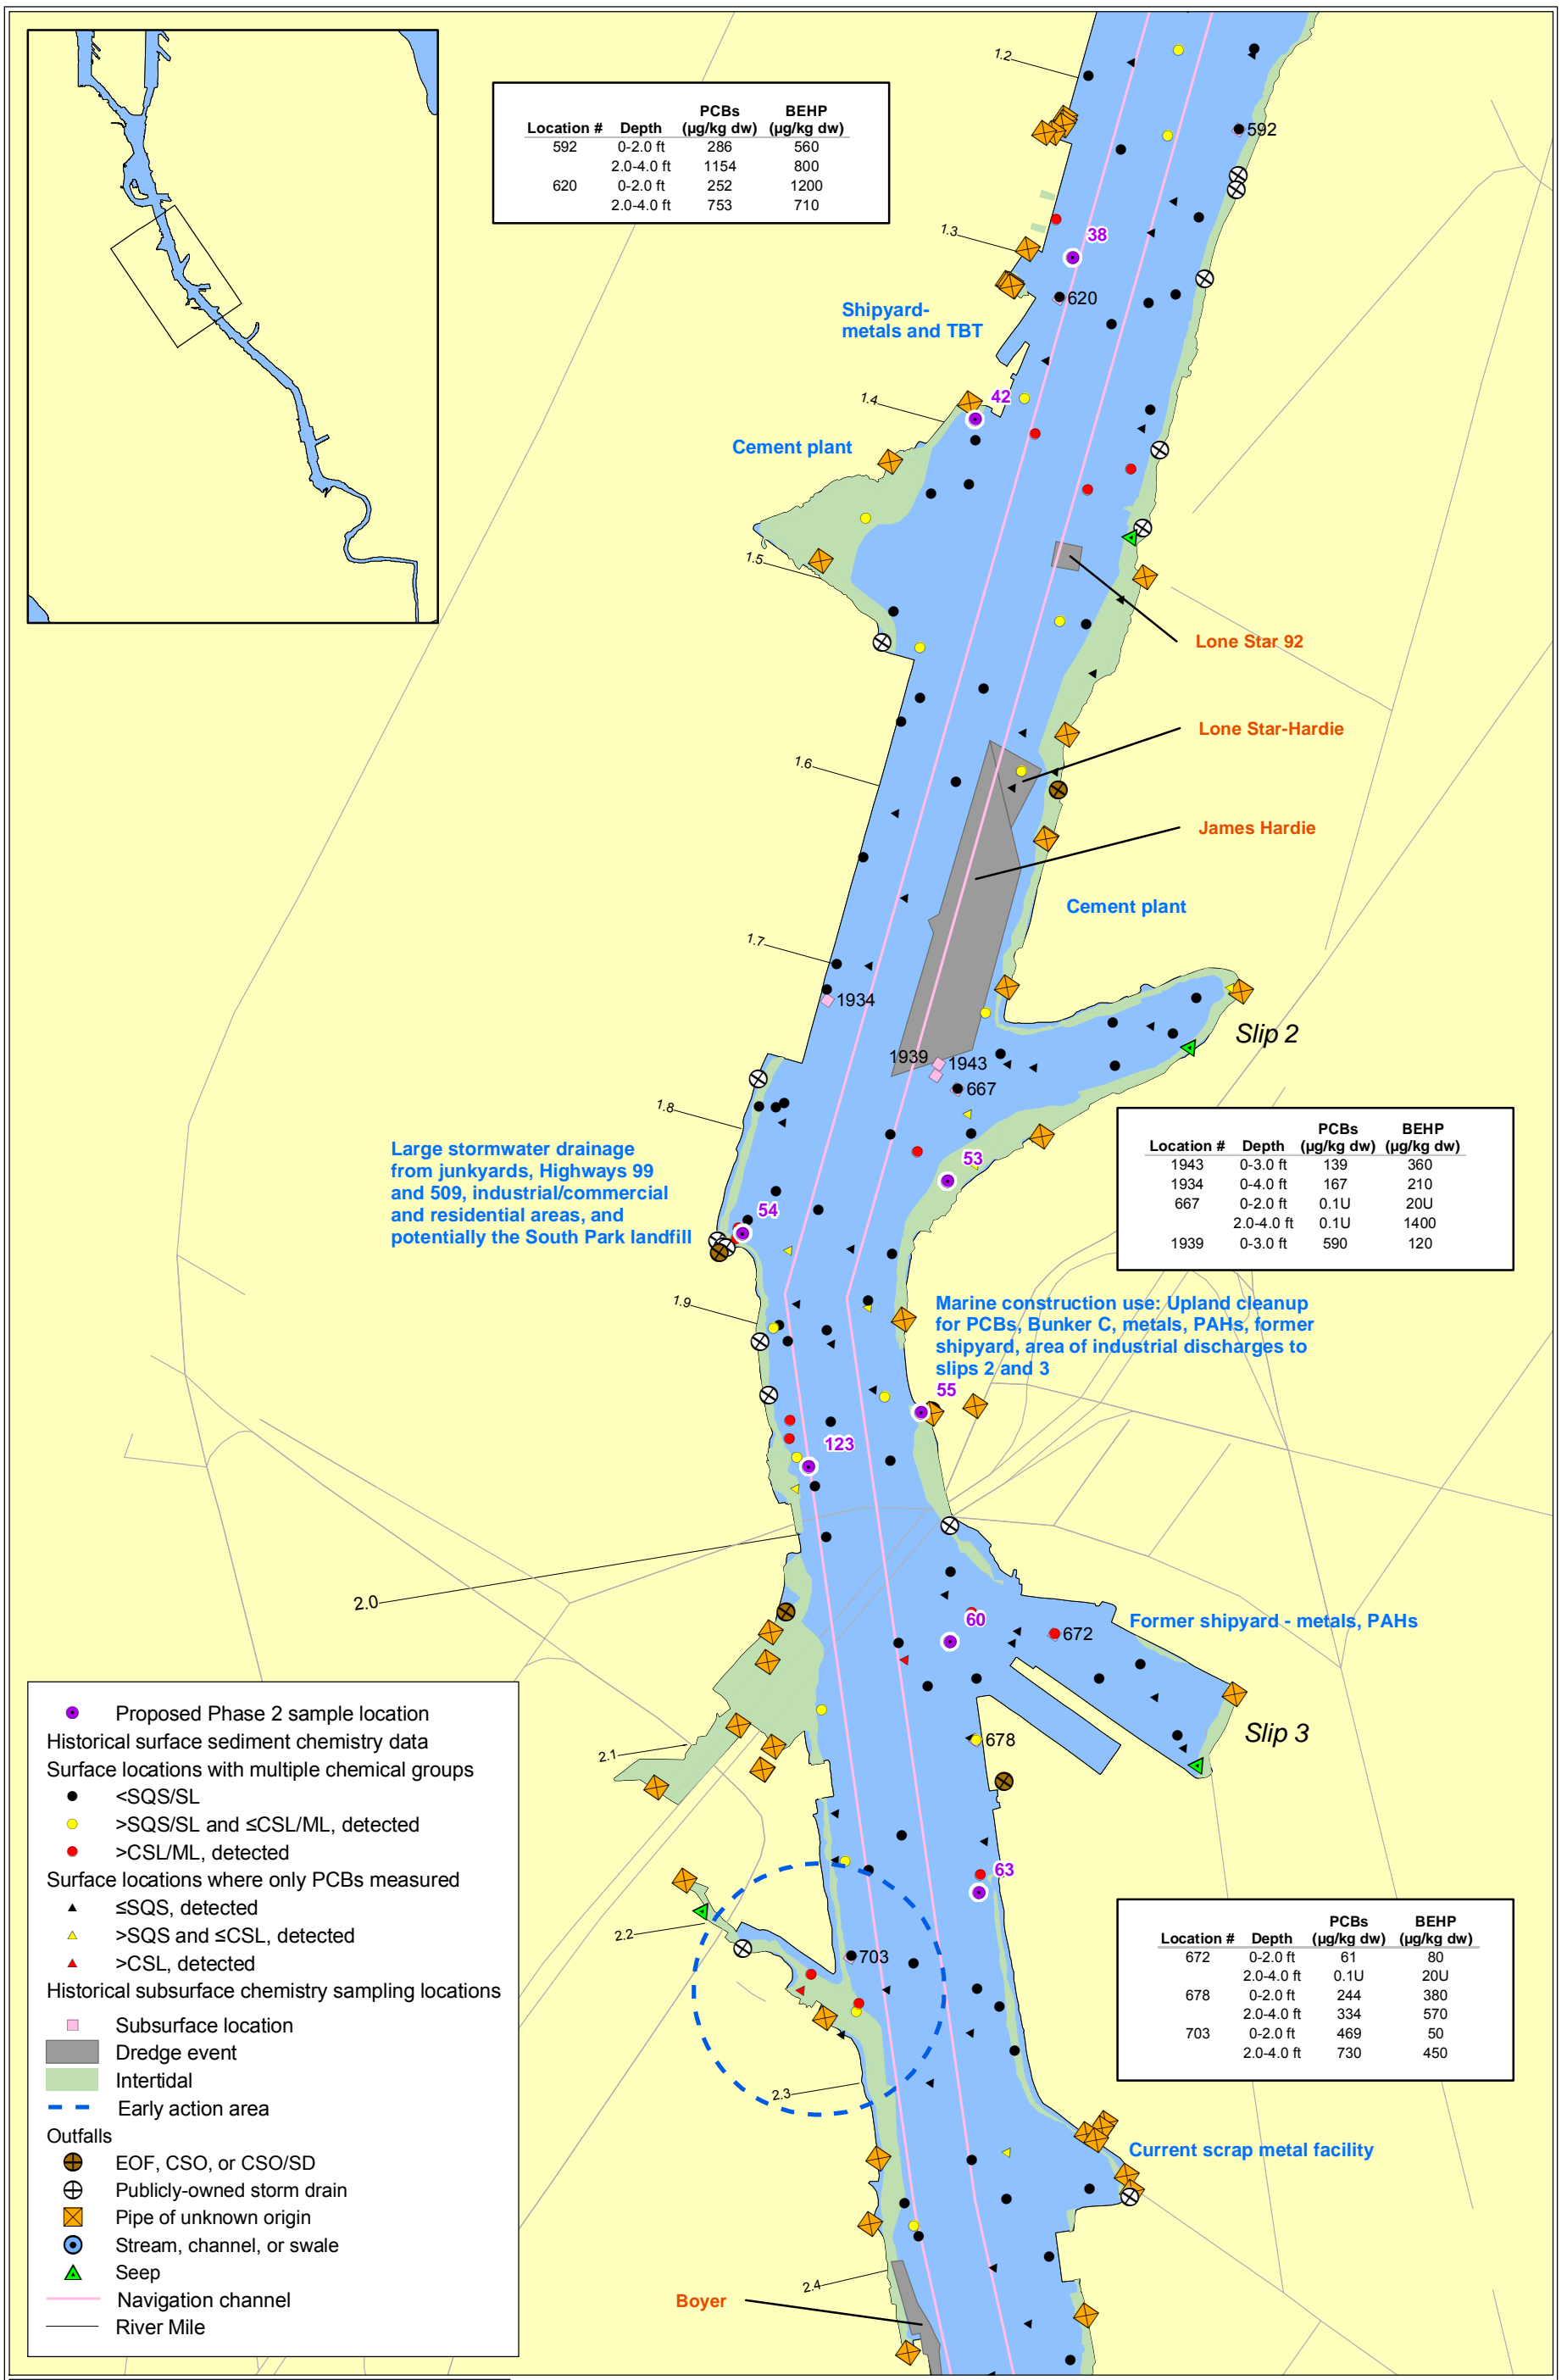 PCBs BEHP
Location # Depth (µg/kg dw) (µg/kg dw)
592 0-2.0 ft 286 560
2.0-4.0 ft 1154 800
620 0-2.0 ft 252 1200
2.0-4.0 ft 753 710
1.2
592
1.3
38
620
Shipyard-
metals and TBT
1.4
42
Cement plant
1.5
Lone Star 92
Lone Star-Hardie
1.6
James Hardie
Cement plant
1.7
1934
Slip 2
1939
1943
667
1.8
PCBs BEHP
Location # Depth (µg/kg dw) (µg/kg dw)
1943 0-3.0 ft 139 360
1934 0-4.0 ft 167 210
667 0-2.0 ft 0.1U 20U
2.0-4.0 ft 0.1U 1400
1939 0-3.0 ft 590 120
53
Large stormwater drainage
from junkyards, Highways 99
and 509, industrial/commercial
and residential areas, and
potentially the South Park landfill
54
1.9
Marine construction use: Upland cleanup
for PCBs, Bunker C, metals, PAHs, former
shipyard, area of industrial discharges to
slips 2 and 3
55
123
2.0
60
Former shipyard - metals, PAHs
672
Slip 3
678
2.1
63
2.2
703
PCBs BEHP
Location # Depth (µg/kg dw) (µg/kg dw)
672 0-2.0 ft 61 80
2.0-4.0 ft 0.1U 20U
678 0-2.0 ft 244 380
2.0-4.0 ft 334 570
703 0-2.0 ft 469 50
2.0-4.0 ft 730 450
2.3
Current scrap metal facility
2.4
Boyer
Proposed Phase 2 sample location
Historical surface sediment chemistry data
Surface locations with multiple chemical groups
<SQS/SL
>SQS/SL and ≤CSL/ML, detected
>CSL/ML, detected
Surface locations where only PCBs measured
≤SQS, detected
>SQS and ≤CSL, detected
>CSL, detected
Historical subsurface chemistry sampling locations
Subsurface location
Dredge event
Intertidal
Early action area
Outfalls
EOF, CSO, or CSO/SD
Publicly-owned storm drain
Pipe of unknown origin
Stream, channel, or swale
Seep
Navigation channel
River Mile